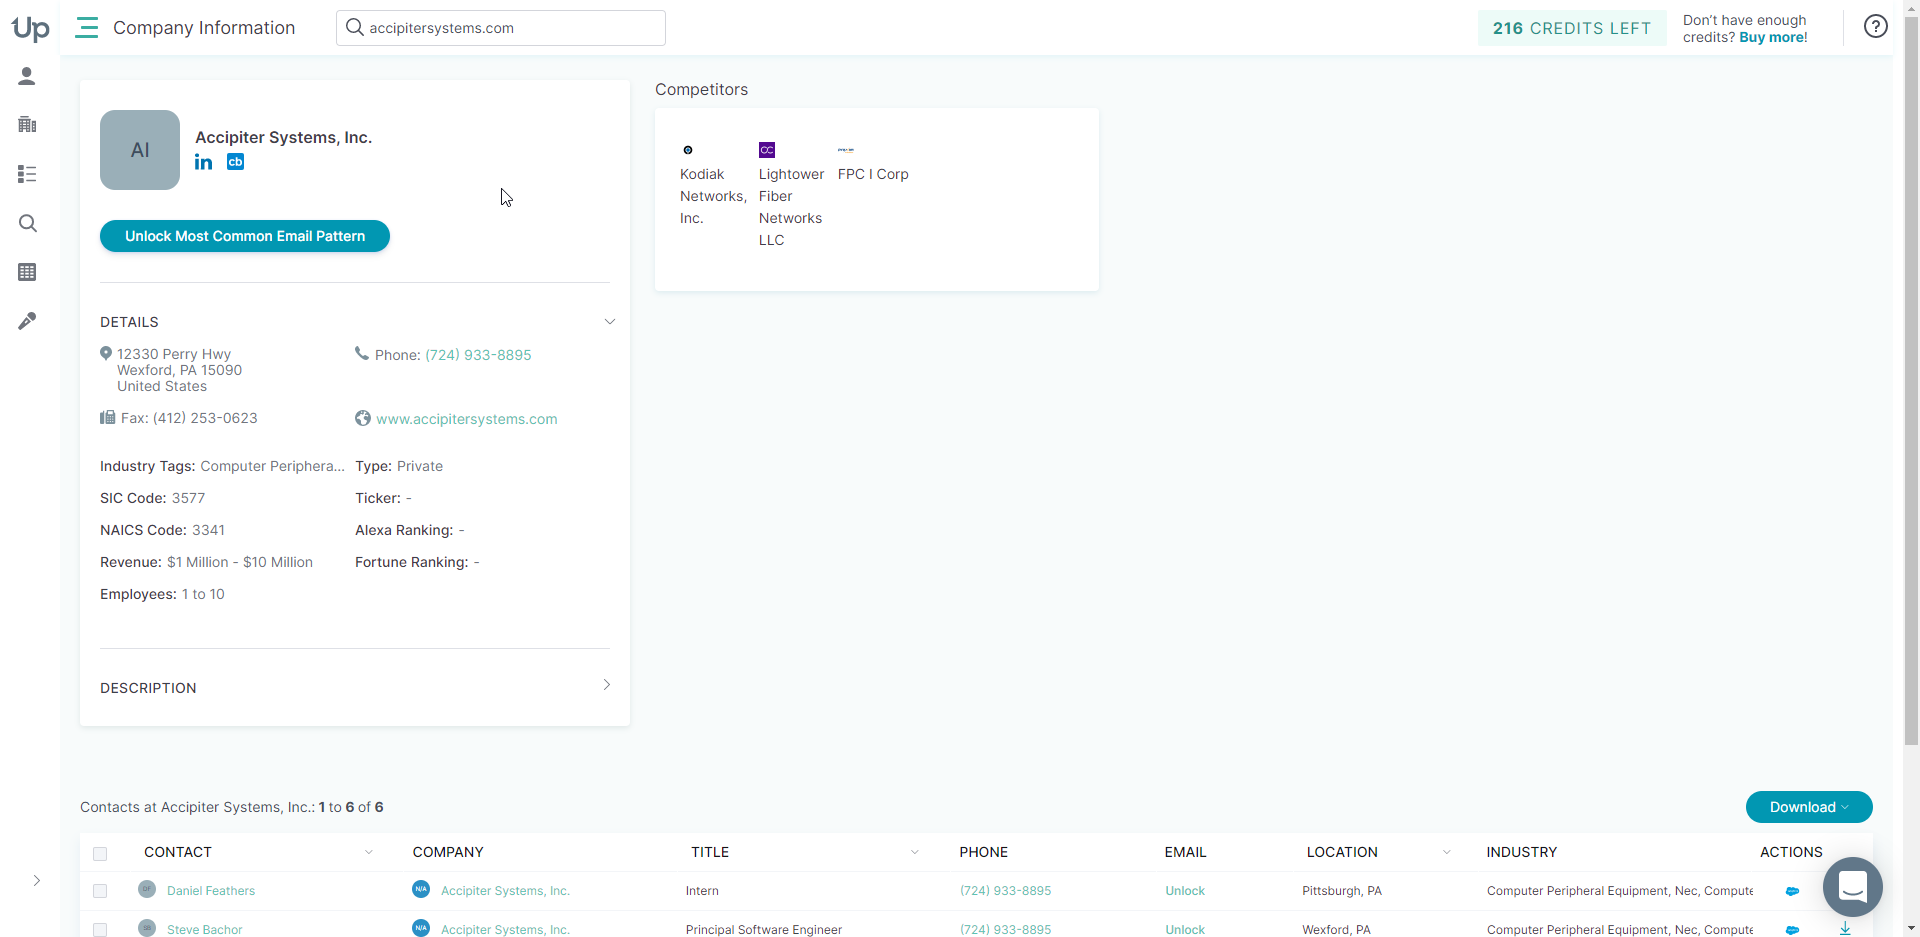 Up
Company Information
accipitersystems.com
216 CREDITS LEFT
Don't have enough
credits? Buy more!
?
AI
Accipiter Systems, Inc.
in cb
Unlock Most Common Email Pattern
DETAILS
12330 Perry Hwy
Wexford, PA 15090
United States
Phone: (724) 933-8895
Fax: (412) 253-0623
www.accipitersystems.com
Industry Tags: Computer Periphera...
Type: Private
SIC Code: 3577
Ticker: -
NAICS Code: 3341
Alexa Ranking: -
Revenue: $1 Million - $10 Million
Fortune Ranking: -
Employees: 1 to 10
DESCRIPTION
Competitors
Kodiak
Networks,
Inc.
CC
Lightower
Fiber
Networks
LLC
FPC I Corp
Contacts at Accipiter Systems, Inc.: 1 to 6 of 6
Download
CONTACT COMPANY TITLE PHONE EMAIL LOCATION INDUSTRY ACTIONS
DF Daniel Feathers N/A Accipiter Systems, Inc. Intern (724) 933-8895 Unlock Pittsburgh, PA Computer Peripheral Equipment, Nec, Compute
SB Steve Bachor N/A Accipiter Systems, Inc. Principal Software Engineer (724) 933-8895 Unlock Wexford, PA Computer Peripheral Equipment, Nec, Compute